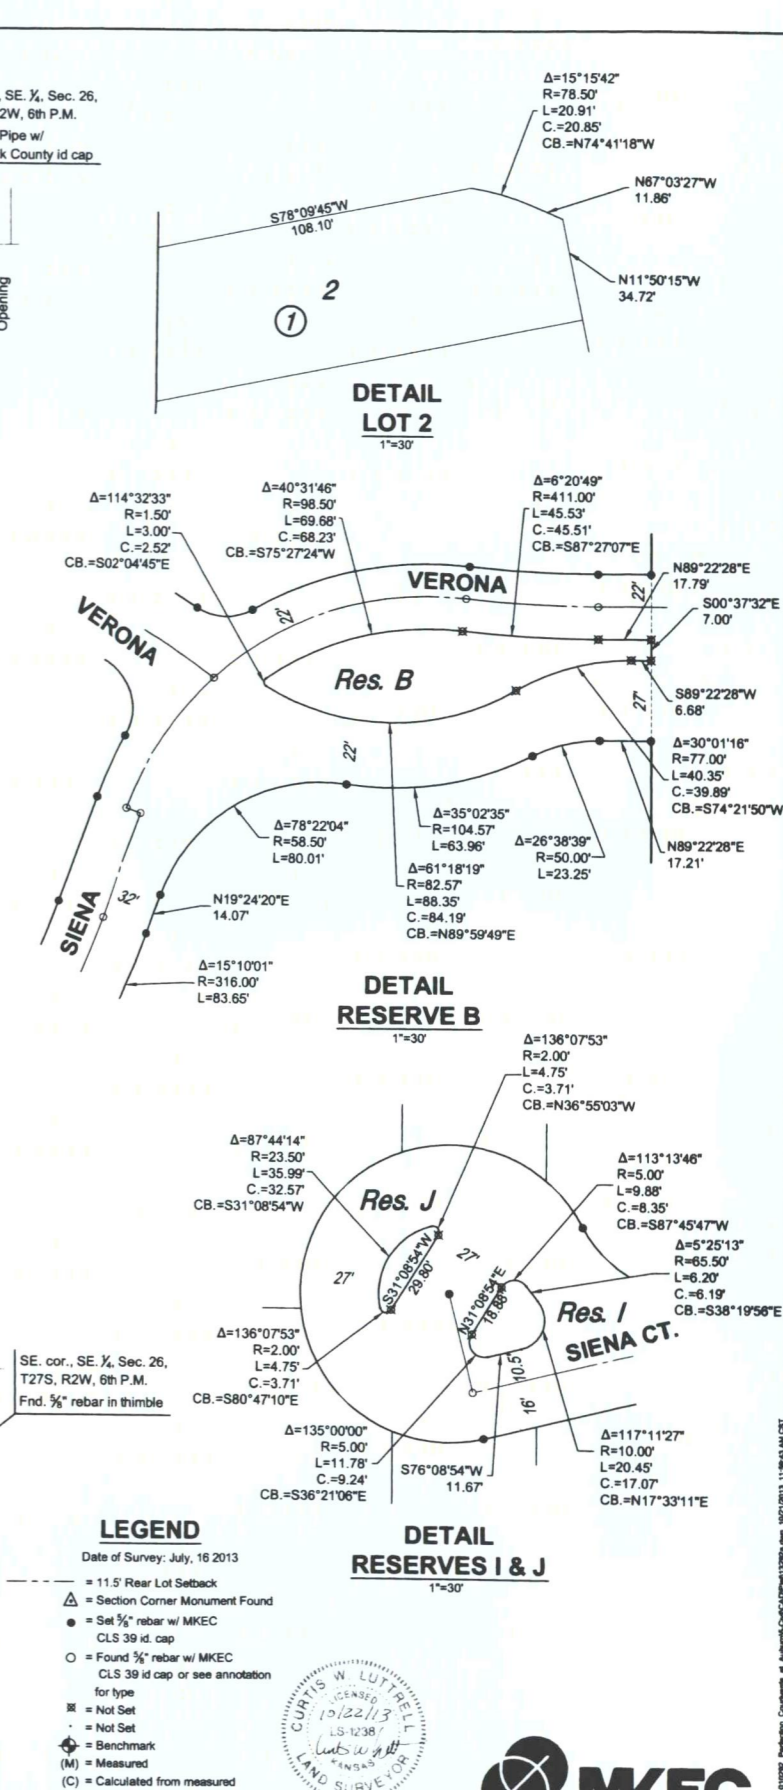 , SE. ¼, Sec. 26,
2W, 6th P.M.
Pipe w/
k County id cap
Opening
Δ=15°15'42"
R=78.50'
L=20.91'
C.=20.85'
CB.=N74°41'18"W
N67°03'27"W
11.86'
S78°09'45"W
108.10'
N11°50'15"W
34.72'
2
1
DETAIL
LOT 2
1"=30'
Δ=114°32'33"
R=1.50'
L=3.00'
C.=2.52'
CB.=S02°04'45"E
Δ=40°31'46"
R=98.50'
L=69.68'
C.=68.23'
CB.=S75°27'24"W
Δ=6°20'49"
R=411.00'
L=45.53'
C.=45.51'
CB.=S87°27'07"E
N89°22'28"E
17.79'
S00°37'32"E
7.00'
VERONA
22'
22'
VERONA
Res. B
S89°22'28"W
6.68'
27'
22'
Δ=30°01'16"
R=77.00'
L=40.35'
C.=39.89'
CB.=S74°21'50"W
Δ=78°22'04"
R=58.50'
L=80.01'
Δ=35°02'35"
R=104.57'
L=63.96'
Δ=26°38'39"
R=50.00'
L=23.25'
N89°22'28"E
17.21'
Δ=61°18'19"
R=82.57'
L=88.35'
C.=84.19'
CB.=N89°59'49"E
N19°24'20"E
14.07'
SIENA
32'
Δ=15°10'01"
R=316.00'
L=83.65'
DETAIL
RESERVE B
1"=30'
Δ=136°07'53"
R=2.00'
L=4.75'
C.=3.71'
CB.=N36°55'03"W
Δ=87°44'14"
R=23.50'
L=35.99'
C.=32.57'
CB.=S31°08'54"W
Δ=113°13'46"
R=5.00'
L=9.88'
C.=8.35'
CB.=S87°45'47"W
Res. J
27'
27'
S31°08'54"W
29.80'
N31°08'54"E
18.88'
Δ=5°25'13"
R=65.50'
L=6.20'
C.=6.19'
CB.=S38°19'56"E
Res. I
SIENA CT.
10.5'
16'
Δ=136°07'53"
R=2.00'
L=4.75'
C.=3.71'
CB.=S80°47'10"E
SE. cor., SE. ¼, Sec. 26,
T27S, R2W, 6th P.M.
Fnd. ⅝" rebar in thimble
Δ=135°00'00"
R=5.00'
L=11.78'
C.=9.24'
CB.=S36°21'06"E
S76°08'54"W
11.67'
Δ=117°11'27"
R=10.00'
L=20.45'
C.=17.07'
CB.=N17°33'11"E
DETAIL
RESERVES I & J
1"=30'
LEGEND
Date of Survey: July, 16 2013
= 11.5' Rear Lot Setback
= Section Corner Monument Found
= Set ⅝" rebar w/ MKEC
CLS 39 id. cap
= Found ⅝" rebar w/ MKEC
CLS 39 id cap or see annotation
for type
= Not Set
= Not Set
= Benchmark
(M) = Measured
(C) = Calculated from measured
CURTIS W. LUTTRELL
LICENSED
10/22/13
LS-1238
KANSAS
LAND SURVEYOR
MKEC